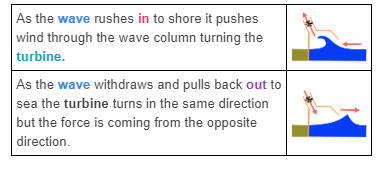 As the wave rushes in to shore it pushes
wind through the wave column turning the
turbine.
As the wave withdraws and pulls back out to
sea the turbine turns in the same direction
but the force is coming from the opposite
direction.